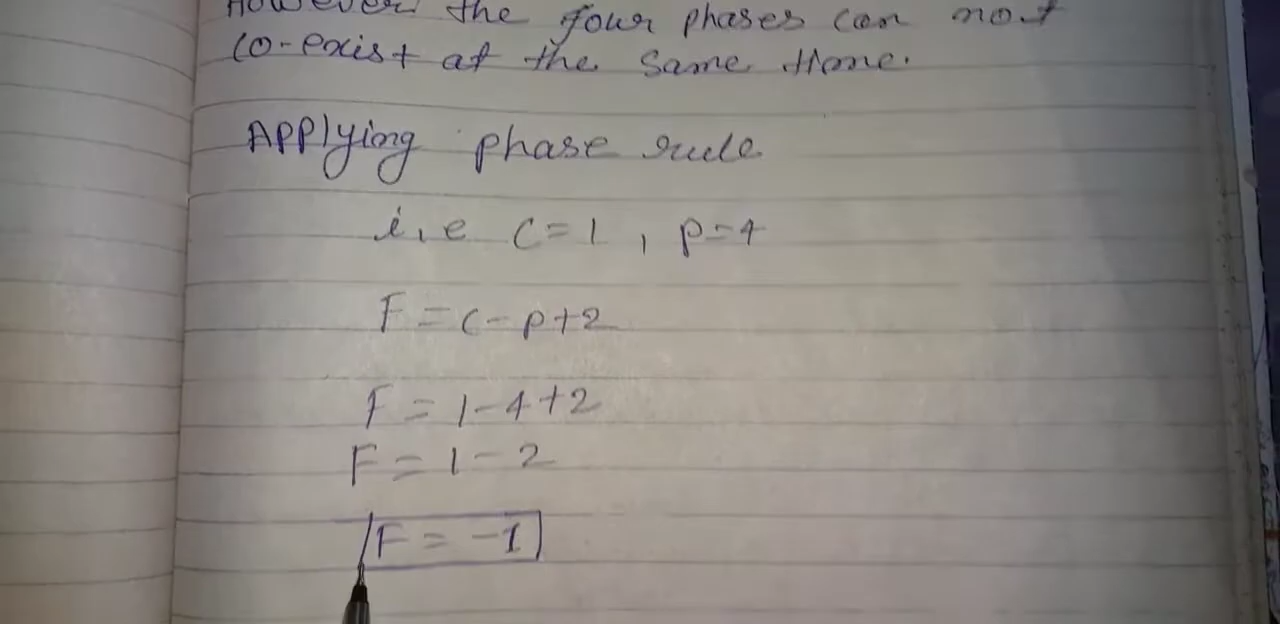 However the four phases can not
co-exist at the same time.
Applying phase rule
i,e C=1, P=4
F=C-P+2
F=1-4+2
F=1-2
F=-1